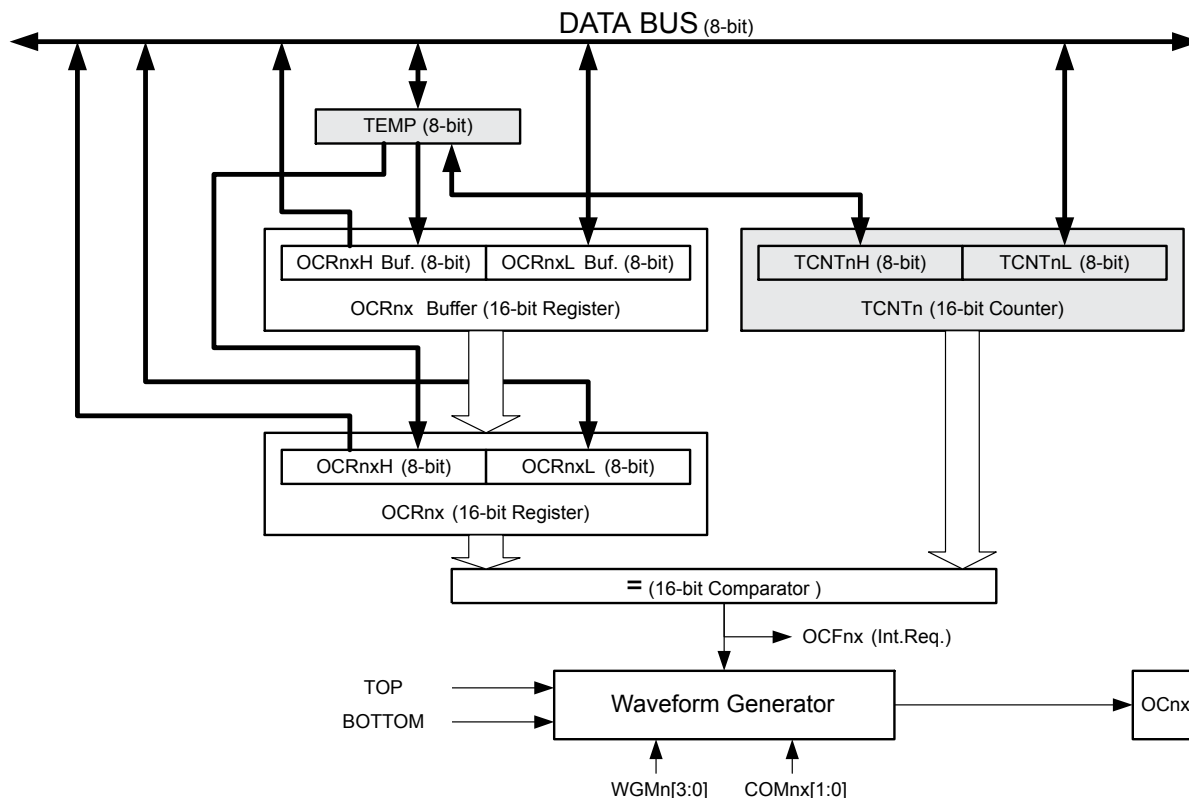 DATA BUS (8-bit)
TEMP (8-bit)
OCRnxH Buf. (8-bit) OCRnxL Buf. (8-bit)
OCRnx Buffer (16-bit Register)
TCNTnH (8-bit) TCNTnL (8-bit)
TCNTn (16-bit Counter)
OCRnxH (8-bit) OCRnxL (8-bit)
OCRnx (16-bit Register)
= (16-bit Comparator )
OCFnx (Int.Req.)
TOP
BOTTOM
Waveform Generator
OCnx
WGMn[3:0] COMnx[1:0]